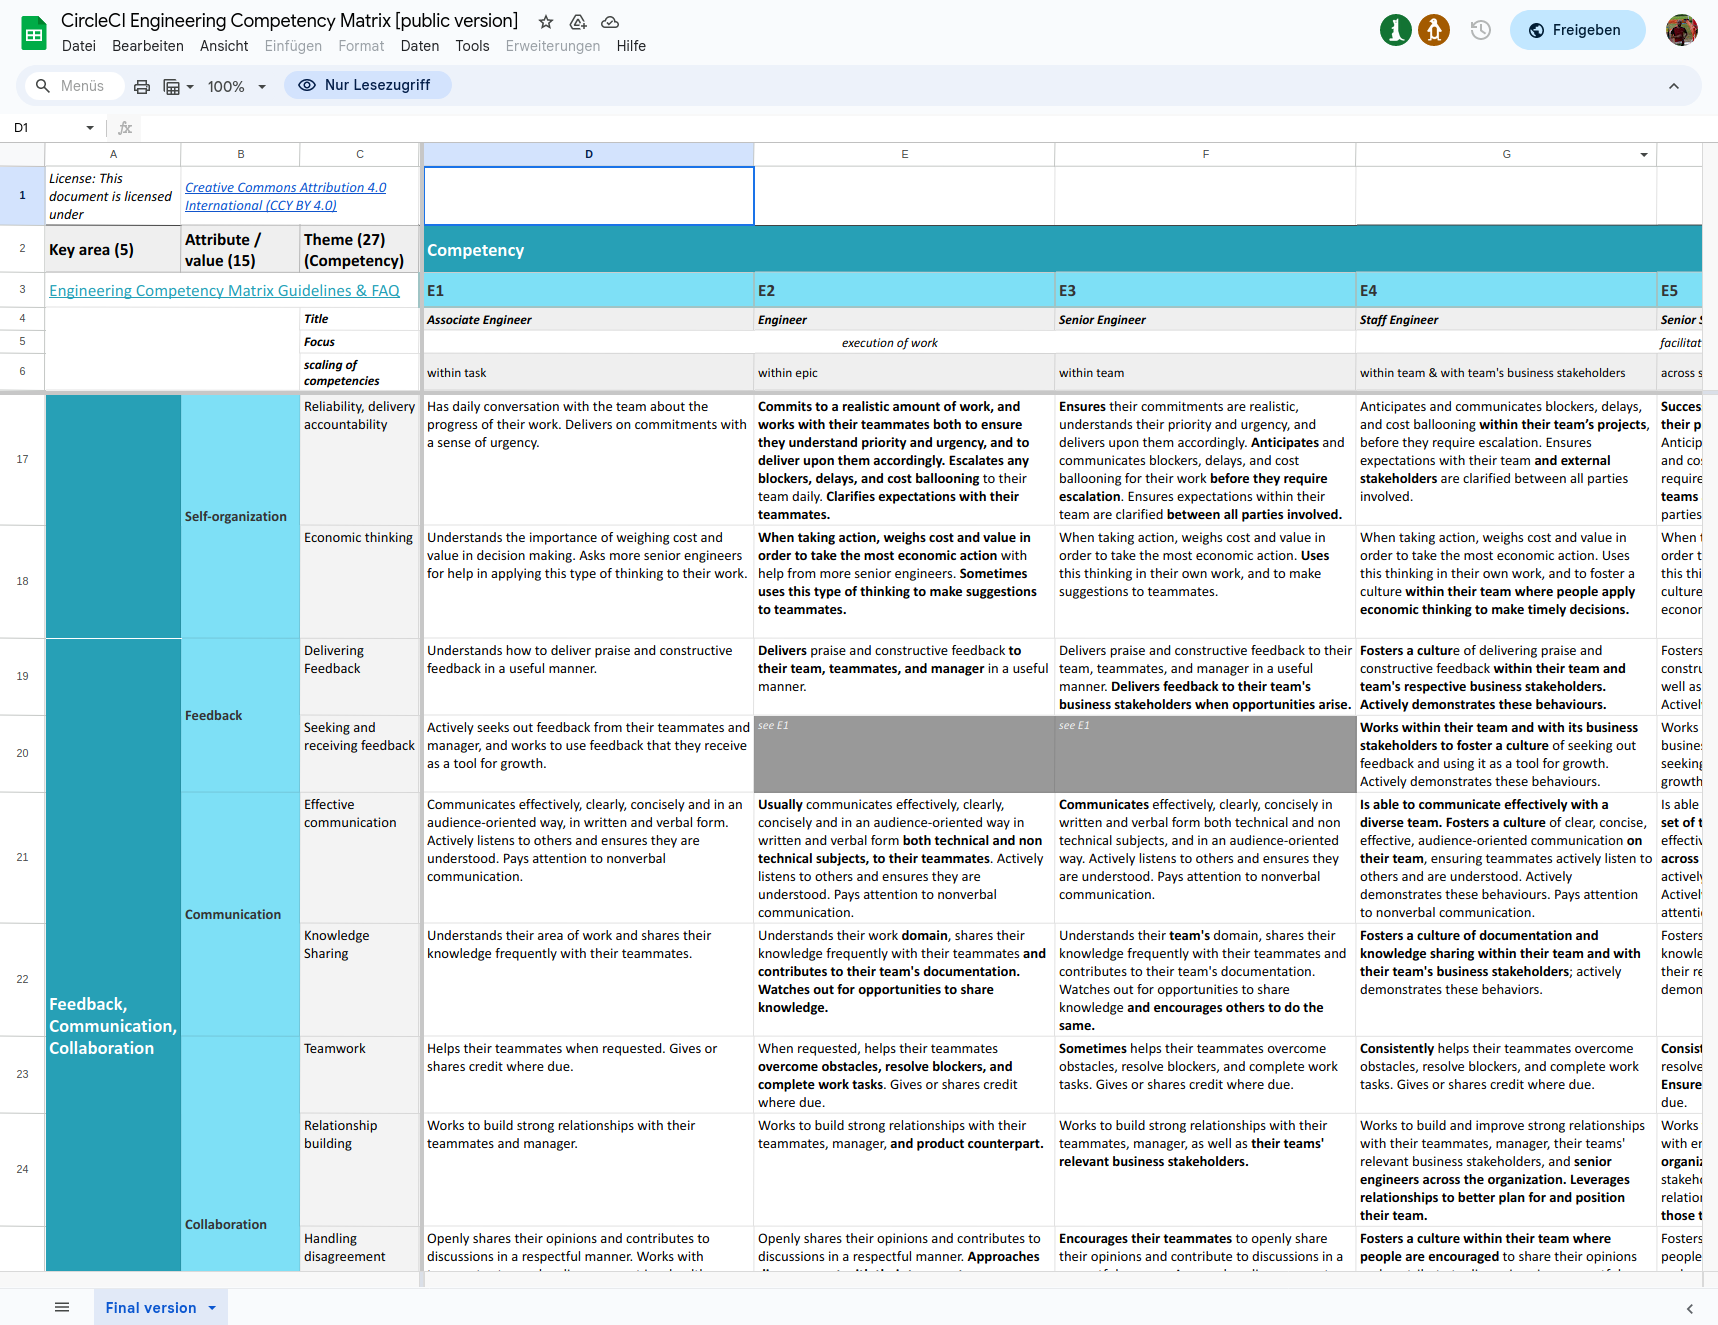 CircleCI Engineering Competency Matrix [public version]
Datei Bearbeiten Ansicht Einfügen Format Daten Tools Erweiterungen Hilfe
Freigeben
Menüs 100% Nur Lesezugriff
D1 fx
A B C D E F G
1
License: This
document is licensed
under
Creative Commons Attribution 4.0
International (CCY BY 4.0)
2
Key area (5)
Attribute /
value (15)
Theme (27)
(Competency)
Competency
3
Engineering Competency Matrix Guidelines & FAQ
E1 E2 E3 E4 E5
4
Title
Associate Engineer Engineer Senior Engineer Staff Engineer Senior
5
Focus
execution of work
facilitat
6
scaling of
competencies
within task
within epic
within team
within team & with team's business stakeholders
across s
17
Self-organization
Reliability, delivery
accountability
Has daily conversation with the team about the
progress of their work. Delivers on commitments with
a sense of urgency.
Commits to a realistic amount of work, and
works with their teammates both to ensure
they understand priority and urgency, and to
deliver upon them accordingly. Escalates any
blockers, delays, and cost ballooning to their
team daily. Clarifies expectations with their
teammates.
Ensures their commitments are realistic,
understands their priority and urgency, and
delivers upon them accordingly. Anticipates and
communicates blockers, delays, and cost
ballooning for their work before they require
escalation. Ensures expectations within their
team are clarified between all parties involved.
Anticipates and communicates blockers, delays,
and cost ballooning within their team’s projects,
before they require escalation. Ensures
expectations with their team and external
stakeholders are clarified between all parties
involved.
Succes
their p
Anticip
and co
require
teams
parties
18
Economic thinking
Understands the importance of weighing cost and
value in decision making. Asks more senior engineers
for help in applying this type of thinking to their work.
When taking action, weighs cost and value in
order to take the most economic action with
help from more senior engineers. Sometimes
uses this type of thinking to make suggestions
to teammates.
When taking action, weighs cost and value in
order to take the most economic action. Uses
this thinking in their own work, and to make
suggestions to teammates.
When taking action, weighs cost and value in
order to take the most economic action. Uses
this thinking in their own work, and to foster a
culture within their team where people apply
economic thinking to make timely decisions.
When t
order t
this thi
culture
econor
Feedback,
Communication,
Collaboration
19
Feedback
Delivering
Feedback
Understands how to deliver praise and constructive
feedback in a useful manner.
Delivers praise and constructive feedback to
their team, teammates, and manager in a useful
manner.
Delivers praise and constructive feedback to their
team, teammates, and manager in a useful
manner. Delivers feedback to their team's
business stakeholders when opportunities arise.
Fosters a culture of delivering praise and
constructive feedback within their team and
team's respective business stakeholders.
Actively demonstrates these behaviours.
Fosters
constru
well as
Activel
20
Seeking and
receiving feedback
Actively seeks out feedback from their teammates and
manager, and works to use feedback that they receive
as a tool for growth.
see E1
see E1
Works within their team and with its business
stakeholders to foster a culture of seeking out
feedback and using it as a tool for growth.
Actively demonstrates these behaviours.
Works
busine
seeking
growth
21
Communication
Effective
communication
Communicates effectively, clearly, concisely and in an
audience-oriented way, in written and verbal form.
Actively listens to others and ensures they are
understood. Pays attention to nonverbal
communication.
Usually communicates effectively, clearly,
concisely and in an audience-oriented way in
written and verbal form both technical and non
technical subjects, to their teammates. Actively
listens to others and ensures they are
understood. Pays attention to nonverbal
communication.
Communicates effectively, clearly, concisely in
written and verbal form both technical and non
technical subjects, and in an audience-oriented
way. Actively listens to others and ensures they
are understood. Pays attention to nonverbal
communication.
Is able to communicate effectively with a
diverse team. Fosters a culture of clear, concise,
effective, audience-oriented communication on
their team, ensuring teammates actively listen to
others and are understood. Actively
demonstrates these behaviours. Pays attention
to nonverbal communication.
Is able
set of t
effectiv
across
actively
Activel
attenti
22
Knowledge
Sharing
Understands their area of work and shares their
knowledge frequently with their teammates.
Understands their work domain, shares their
knowledge frequently with their teammates and
contributes to their team's documentation.
Watches out for opportunities to share
knowledge.
Understands their team's domain, shares their
knowledge frequently with their teammates and
contributes to their team's documentation.
Watches out for opportunities to share
knowledge and encourages others to do the
same.
Fosters a culture of documentation and
knowledge sharing within their team and with
their team's business stakeholders; actively
demonstrates these behaviors.
Fosters
knowle
their re
demon
23
Collaboration
Teamwork
Helps their teammates when requested. Gives or
shares credit where due.
When requested, helps their teammates
overcome obstacles, resolve blockers, and
complete work tasks. Gives or shares credit
where due.
Sometimes helps their teammates overcome
obstacles, resolve blockers, and complete work
tasks. Gives or shares credit where due.
Consistently helps their teammates overcome
obstacles, resolve blockers, and complete work
tasks. Gives or shares credit where due.
Consist
resolve
Ensure
due.
24
Relationship
building
Works to build strong relationships with their
teammates and manager.
Works to build strong relationships with their
teammates, manager, and product counterpart.
Works to build strong relationships with their
teammates, manager, as well as their teams'
relevant business stakeholders.
Works to build and improve strong relationships
with their teammates, manager, their teams'
relevant business stakeholders, and senior
engineers across the organization. Leverages
relationships to better plan for and position
their team.
Works
with er
organiz
stakeho
relatior
those t
Handling
disagreement
Openly shares their opinions and contributes to
discussions in a respectful manner. Works with
Openly shares their opinions and contributes to
discussions in a respectful manner. Approaches
Encourages their teammates to openly share
their opinions and contribute to discussions in a
Fosters a culture within their team where
people are encouraged to share their opinions
Fosters
people
Final version